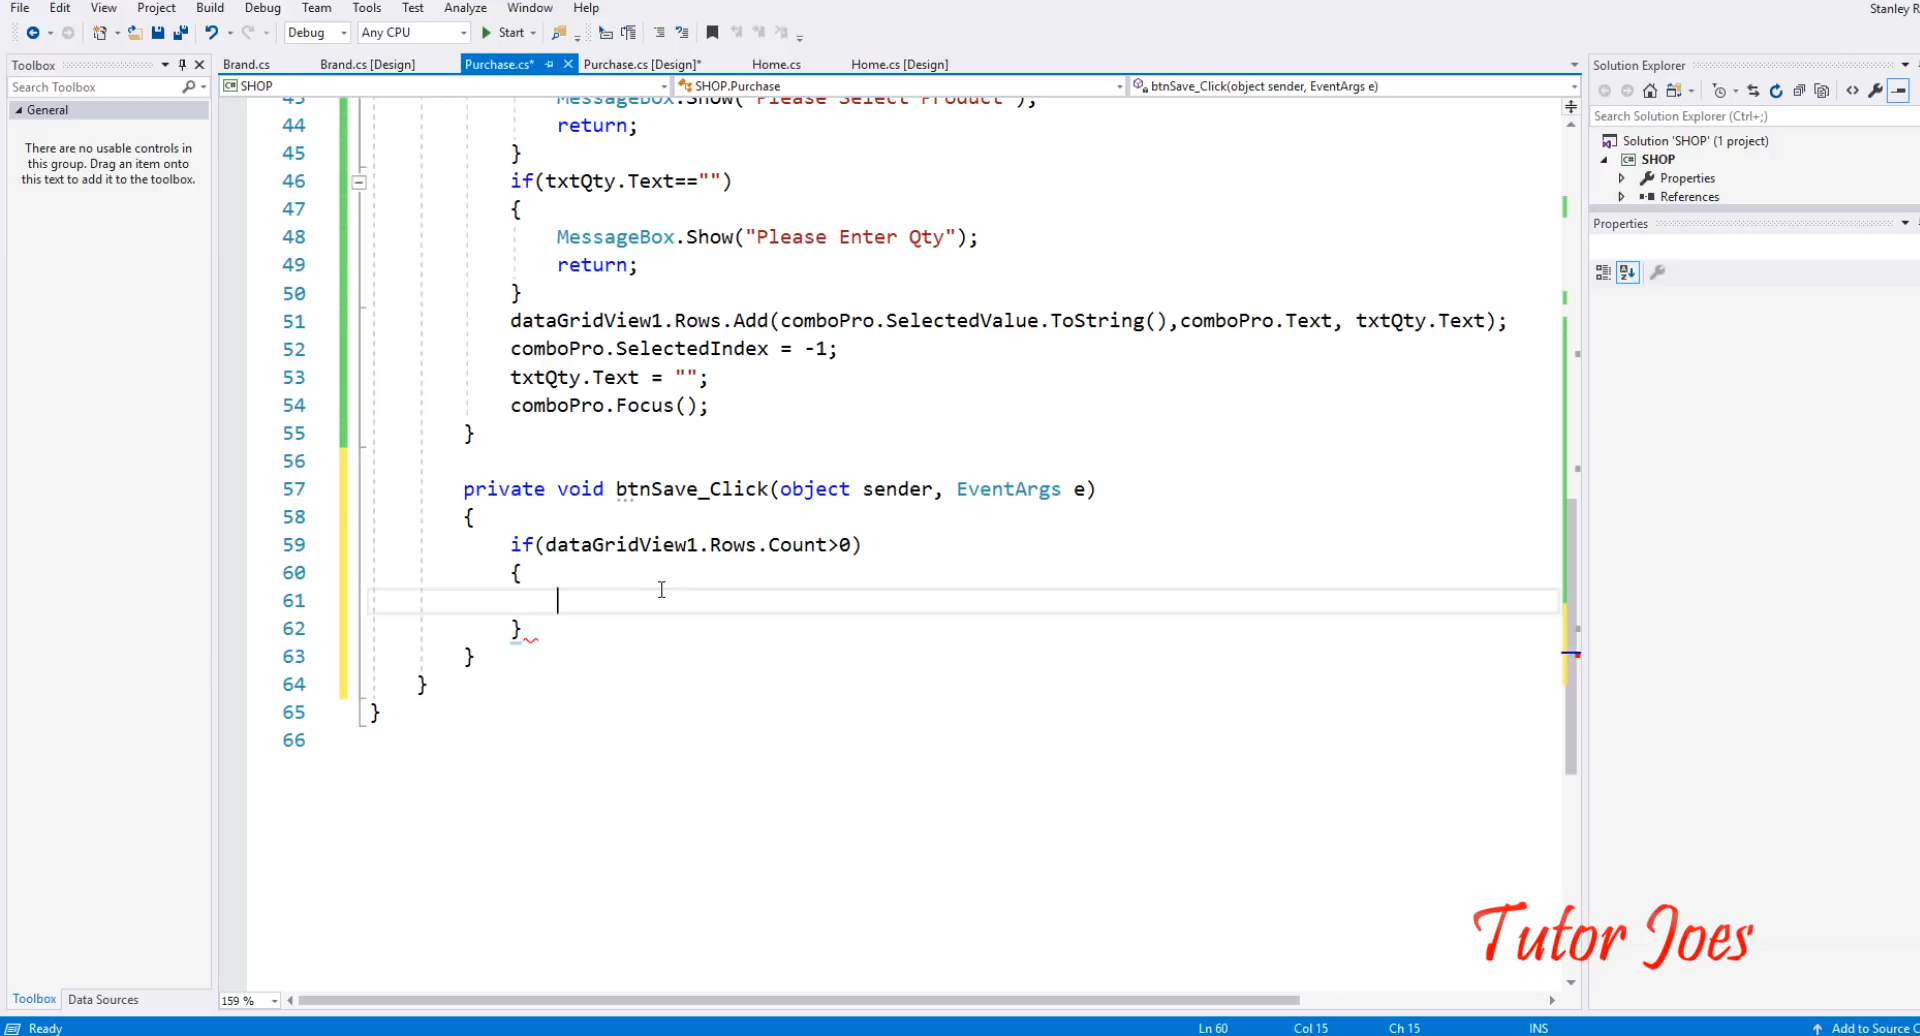 File Edit View Project Build Debug Team Tools Test Analyze Window Help
Stanley R
Debug Any CPU Start
Toolbox
Search Toolbox
General
There are no usable controls in
this group. Drag an item onto
this text to add it to the toolbox.
Toolbox Data Sources
Brand.cs Brand.cs [Design] Purchase.cs* Purchase.cs [Design]* Home.cs Home.cs [Design]
SHOP SHOP.Purchase btnSave_Click(object sender, EventArgs e)
43 MessageBox.Show("Please Select Product");
44 return;
45 }
46 if(txtQty.Text=="")
47 {
48 MessageBox.Show("Please Enter Qty");
49 return;
50 }
51 dataGridView1.Rows.Add(comboPro.SelectedValue.ToString(),comboPro.Text, txtQty.Text);
52 comboPro.SelectedIndex = -1;
53 txtQty.Text = "";
54 comboPro.Focus();
55 }
56
57 private void btnSave_Click(object sender, EventArgs e)
58 {
59 if(dataGridView1.Rows.Count>0)
60 {
61
62 }
63 }
64 }
65 }
66
159 %
Solution Explorer
Search Solution Explorer (Ctrl+;)
Solution 'SHOP' (1 project)
SHOP
Properties
References
Properties
Tutor Joes
Ready Ln 60 Col 15 Ch 15 INS Add to Source C